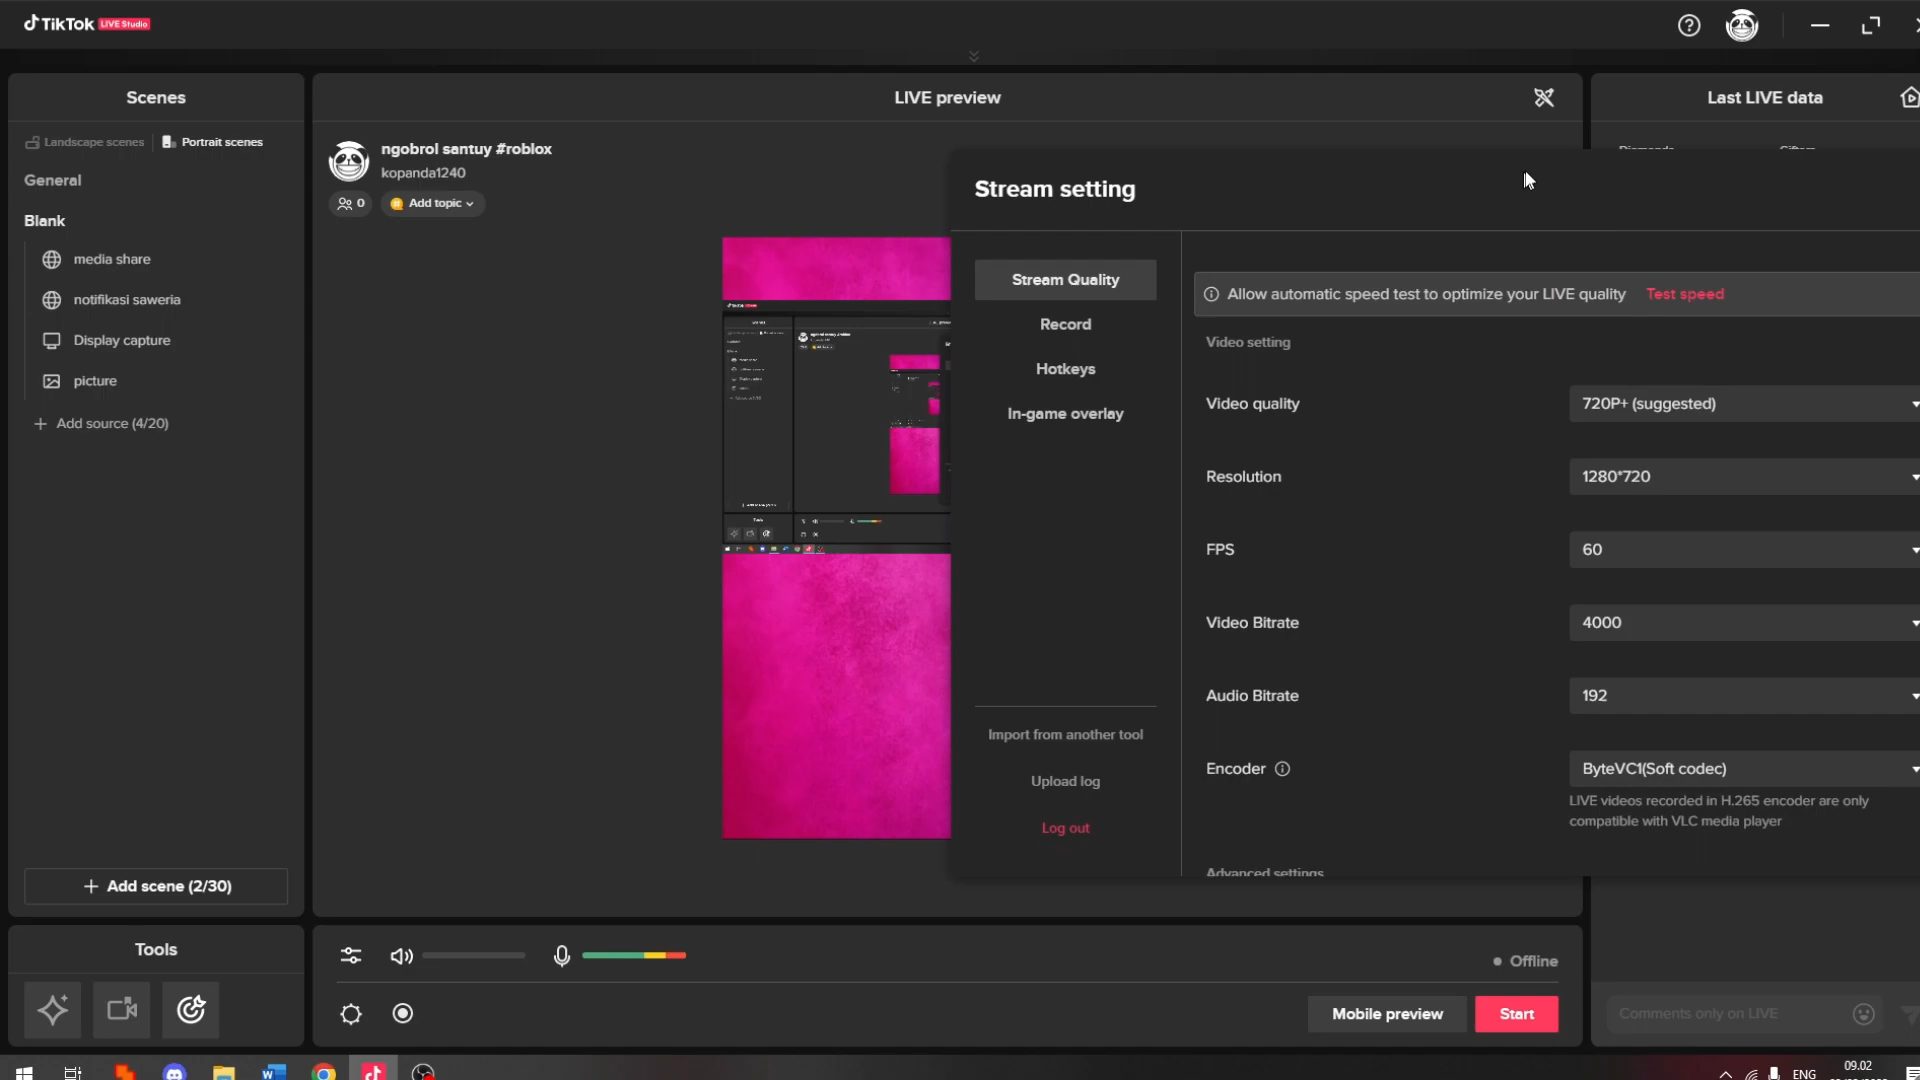 TikTok LIVE Studio
Scenes
Landscape scenes
Portrait scenes
General
Blank
media share
notifikasi saweria
Display capture
picture
+ Add source (4/20)
+ Add scene (2/30)
Tools
LIVE preview
ngobrol santuy #roblox
kopanda1240
0
Add topic
Last LIVE data
Stream setting
Stream Quality
Record
Hotkeys
In-game overlay
Import from another tool
Upload log
Log out
Allow automatic speed test to optimize your LIVE quality Test speed
Video setting
Video quality
720P+ (suggested)
Resolution
1280*720
FPS
60
Video Bitrate
4000
Audio Bitrate
192
Encoder
ByteVC1(Soft codec)
LIVE videos recorded in H.265 encoder are only
compatible with VLC media player
Advanced settings
Offline
Mobile preview
Start
Comments only on LIVE
ENG
09.02